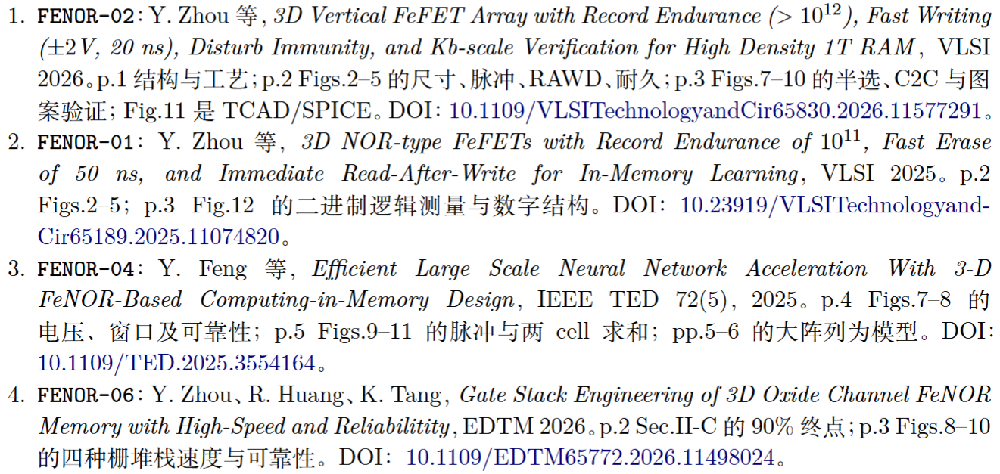 1. FENOR-02: Y. Zhou 等, 3D Vertical FeFET Array with Record Endurance (> 10¹²), Fast Writing
(±2 V, 20 ns), Disturb Immunity, and Kb-scale Verification for High Density 1T RAM, VLSI
2026。p.1 结构与工艺；p.2 Figs.2–5 的尺寸、脉冲、RAWD、耐久；p.3 Figs.7–10 的半选、C2C 与图
案验证；Fig.11 是 TCAD/SPICE。DOI：10.1109/VLSITechnologyandCir65830.2026.11577291。
2. FENOR-01: Y. Zhou 等, 3D NOR-type FeFETs with Record Endurance of 10¹¹, Fast Erase
of 50 ns, and Immediate Read-After-Write for In-Memory Learning, VLSI 2025。p.2
Figs.2–5；p.3 Fig.12 的二进制逻辑测量与数字结构。DOI：10.23919/VLSITechnologyand-
Cir65189.2025.11074820。
3. FENOR-04: Y. Feng 等, Efficient Large Scale Neural Network Acceleration With 3-D
FeNOR-Based Computing-in-Memory Design, IEEE TED 72(5), 2025。p.4 Figs.7–8 的
电压、窗口及可靠性；p.5 Figs.9–11 的脉冲与两 cell 求和；pp.5–6 的大阵列为模型。DOI：
10.1109/TED.2025.3554164。
4. FENOR-06: Y. Zhou、R. Huang、K. Tang, Gate Stack Engineering of 3D Oxide Channel FeNOR
Memory with High-Speed and Reliabilitity, EDTM 2026。p.2 Sec.II-C 的 90% 终点；p.3 Figs.8–10
的四种栅堆栈速度与可靠性。DOI：10.1109/EDTM65772.2026.11498024。